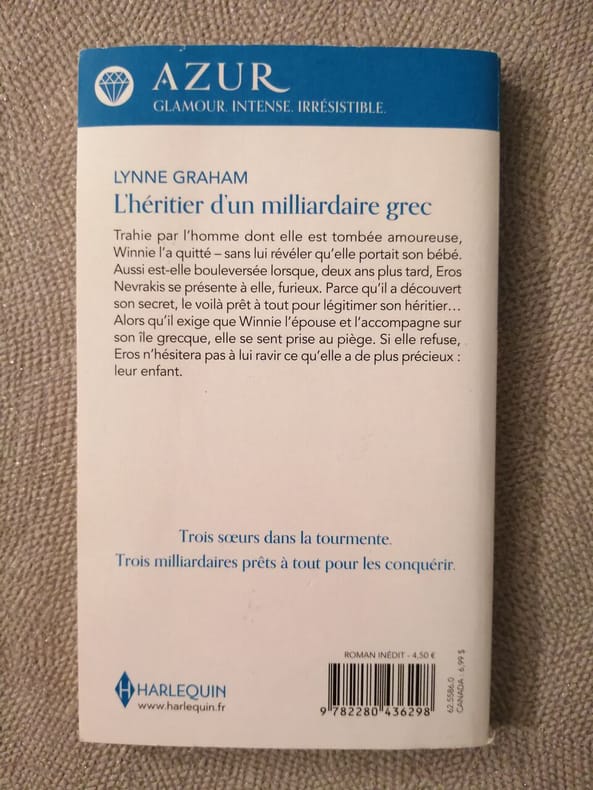 AZUR
GLAMOUR. INTENSE. IRRÉSISTIBLE.
LYNNE GRAHAM
L'héritier d'un milliardaire grec
Trahie par l'homme dont elle est tombée amoureuse,
Winnie l'a quitté – sans lui révéler qu'elle portait son bébé.
Aussi est-elle bouleversée lorsque, deux ans plus tard, Eros
Nevrakis se présente à elle, furieux. Parce qu'il a découvert
son secret, le voilà prêt à tout pour légitimer son héritier…
Alors qu'il exige que Winnie l'épouse et l'accompagne sur
son île grecque, elle se sent prise au piège. Si elle refuse,
Eros n'hésitera pas à lui ravir ce qu'elle a de plus précieux :
leur enfant.
Trois sœurs dans la tourmente.
Trois milliardaires prêts à tout pour les conquérir.
ROMAN INÉDIT - 4,50 €
62.5586.0
CANADA : 6,99 $
9 782280 436298
HARLEQUIN
www.harlequin.fr